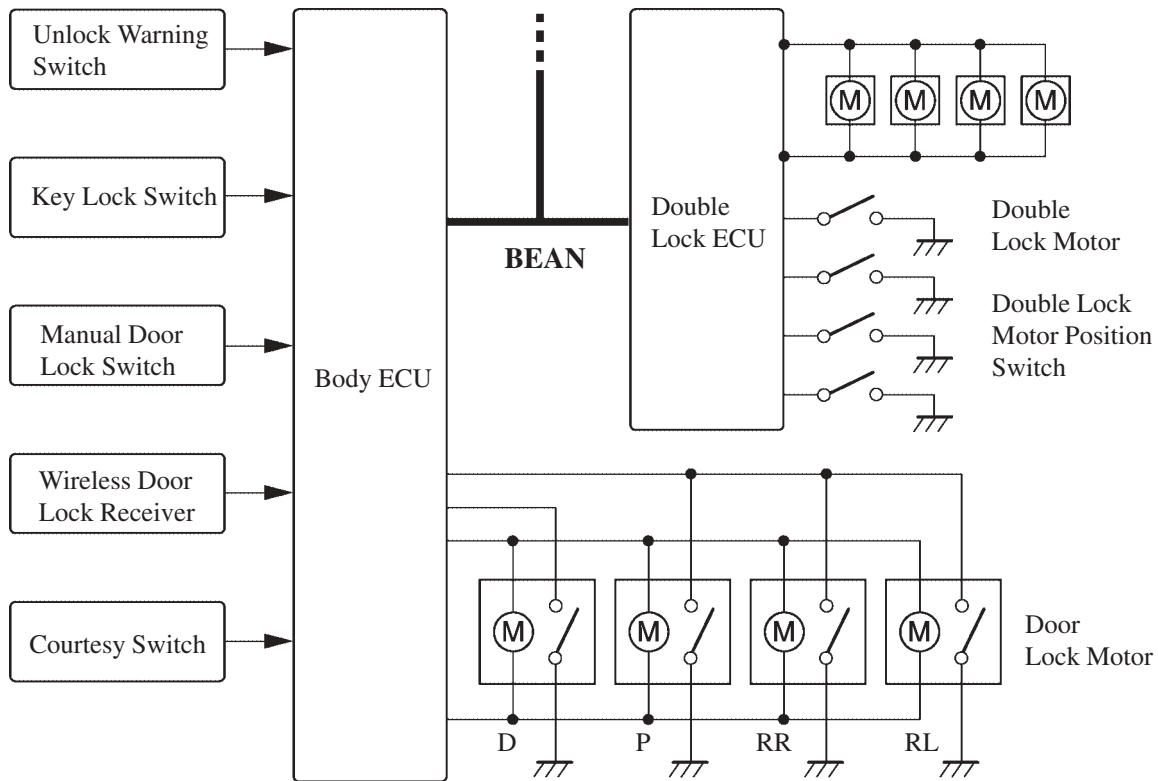 Unlock Warning
Switch
Key Lock Switch
Manual Door
Lock Switch
Wireless Door
Lock Receiver
Courtesy Switch
Body ECU
BEAN
Double
Lock ECU
M
M
M
M
Double
Lock Motor
Double Lock
Motor Position
Switch
M
M
M
M
Door
Lock Motor
D
P
RR
RL